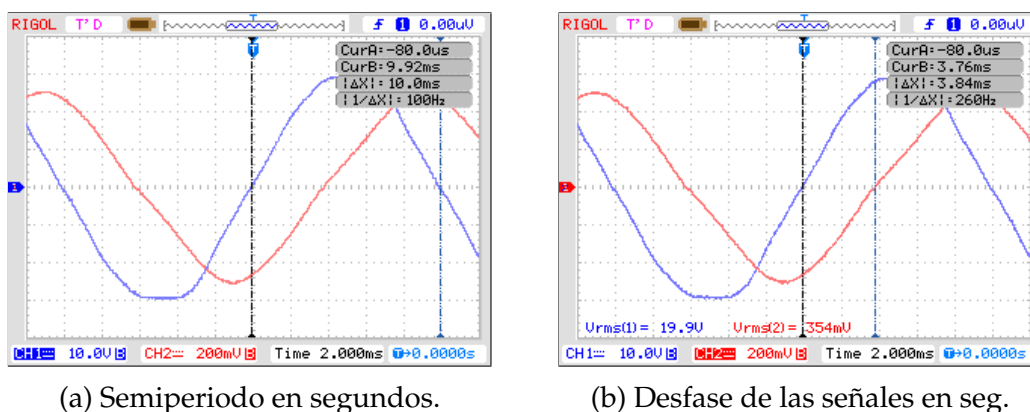 RIGOL T'D T f 1 0.00uV
T
CurA:-80.0us
CurB:9.92ms
|ΔX|: 10.0ms
|1/ΔX|: 100Hz
1
CH1 10.0V B CH2 200mV B Time 2.000ms T→0.0000s
(a) Semiperiodo en segundos.
RIGOL T'D T f 1 0.00uV
T
CurA:-80.0us
CurB:3.76ms
|ΔX|: 3.84ms
|1/ΔX|: 260Hz
1
Vrms(1)= 19.9V Vrms(2)= 354mV
CH1 10.0V B CH2 200mV B Time 2.000ms T→0.0000s
(b) Desfase de las señales en seg.